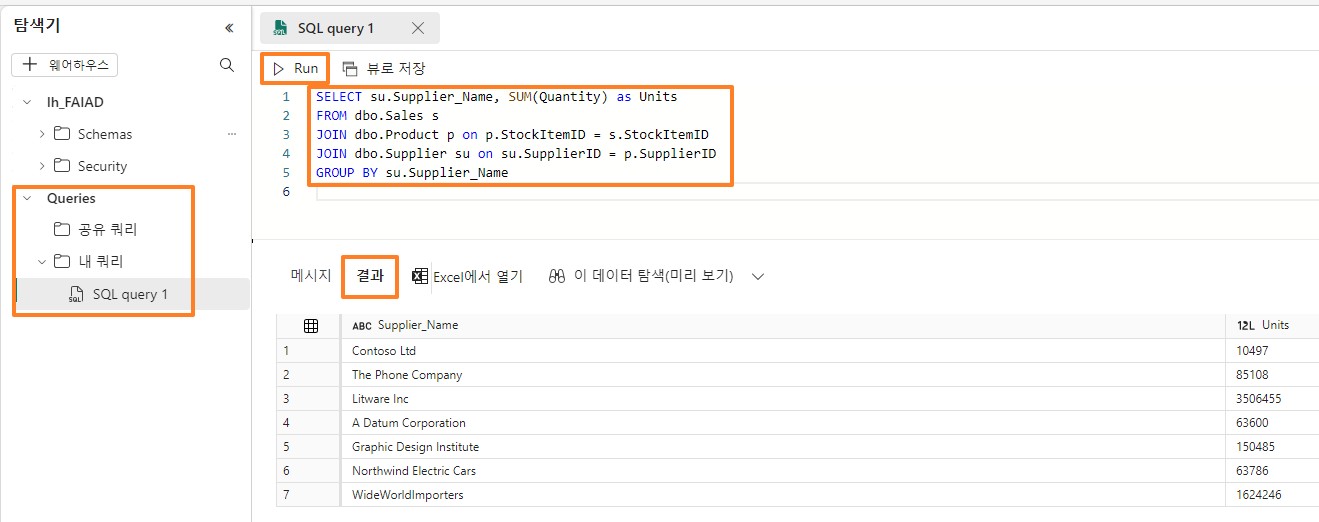 탐색기 «
웨어하우스
lh_FAIAD
Schemas ...
Security
Queries
공유 쿼리
내 쿼리
SQL query 1
SQL query 1
Run 뷰로 저장
1 SELECT su.Supplier_Name, SUM(Quantity) as Units
2 FROM dbo.Sales s
3 JOIN dbo.Product p on p.StockItemID = s.StockItemID
4 JOIN dbo.Supplier su on su.SupplierID = p.SupplierID
5 GROUP BY su.Supplier_Name
6
메시지 결과 Excel에서 열기 이 데이터 탐색(미리 보기)
ABC Supplier_Name 12L Units
1 Contoso Ltd 10497
2 The Phone Company 85108
3 Litware Inc 3506455
4 A Datum Corporation 63600
5 Graphic Design Institute 150485
6 Northwind Electric Cars 63786
7 WideWorldImporters 1624246